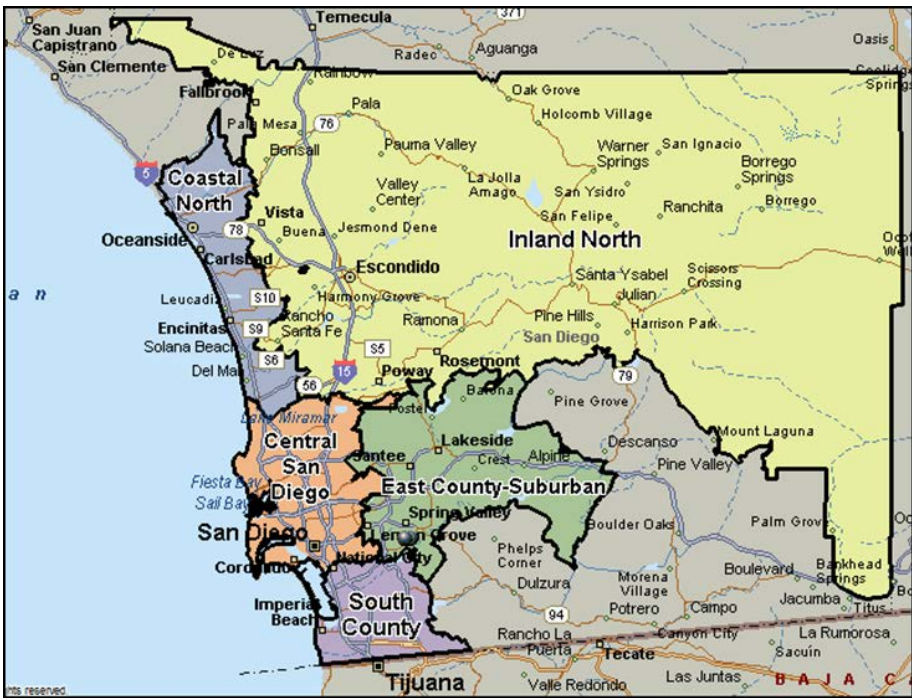 371
Temecula
San Juan
Capistrano
Radec
Aguanga
Oasis
De Luz
San Clemente
Rainbow
Springs
Fallbrook
Oak Grove
Pala
Holcomb Village
Pala Mesa
76
Bonsall
Pauma Valley
Warner
Springs
San Ignacio
5
Coastal
North
La Jolla
Amago
Borrego
Springs
Valley
Center
San Ysidro
Vista
San Felipe
Ranchita
Borrego
78
Buena
Jesmond Dene
Inland North
Oceanside
Carlsbad
Escondido
Santa Ysabel
Scissors
Crossing
a n
Leucadia
S10
Harmony Grove
Julian
Encinitas
S9
Rancho
Santa Fe
Ramona
Pine Hills
Harrison Park
Solana Beach
San Diego
S6
S5
Rosemont
Del Mar
15
Poway
79
56
Barona
Foster
Pine Grove
Lake Miramar
Central
San
Diego
Lakeside
Mount Laguna
Descanso
Santee
Crest
Alpine
Pine Valley
Fiesta Bay
Sail Bay
East County-Suburban
Spring Valley
San Diego
Lemon Grove
Boulder Oaks
Palm Grove
Coronado
National City
Phelps
Corner
Boulevard
Bankhead
Springs
Dulzura
Morena
Village
Jacumba
Imperial
Beach
South
County
94
Potrero
Campo
Titus
Rancho La
Puerta
Canyon City
La Rumorosa
Tecate
Sacuín
Tijuana
Valle Redondo
Las Juntas
B A J A C A
hts reserved.